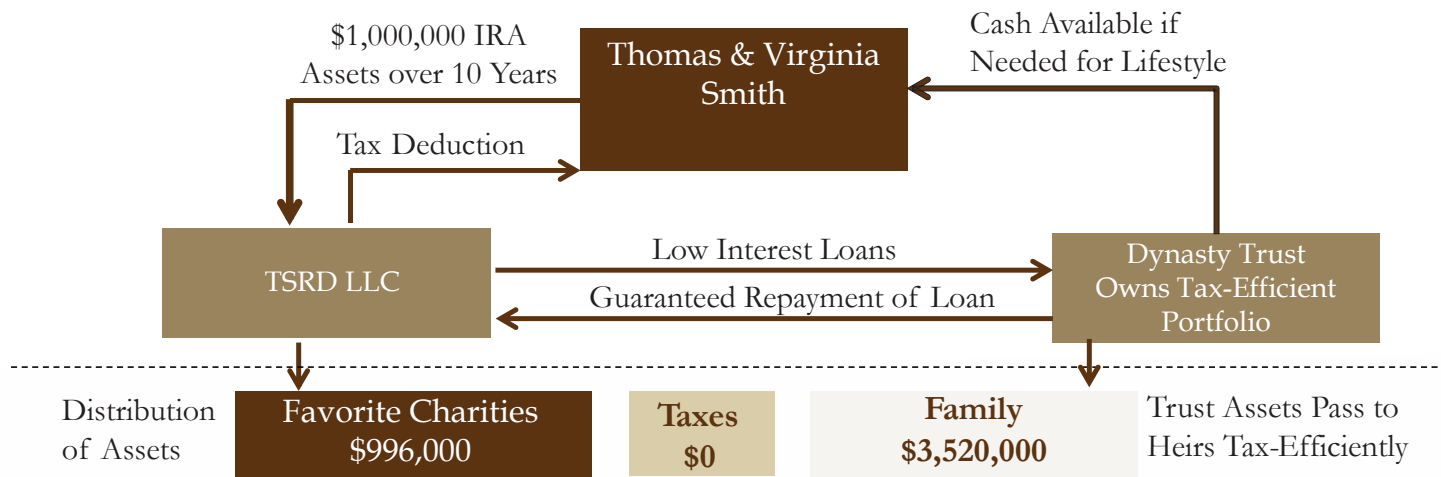 $1,000,000 IRA
Assets over 10 Years
Thomas & Virginia
Smith
Cash Available if
Needed for Lifestyle
Tax Deduction
TSRD LLC
Low Interest Loans
Guaranteed Repayment of Loan
Dynasty Trust
Owns Tax-Efficient
Portfolio
Distribution
of Assets
Favorite Charities
$996,000
Taxes
$0
Family
$3,520,000
Trust Assets Pass to
Heirs Tax-Efficiently